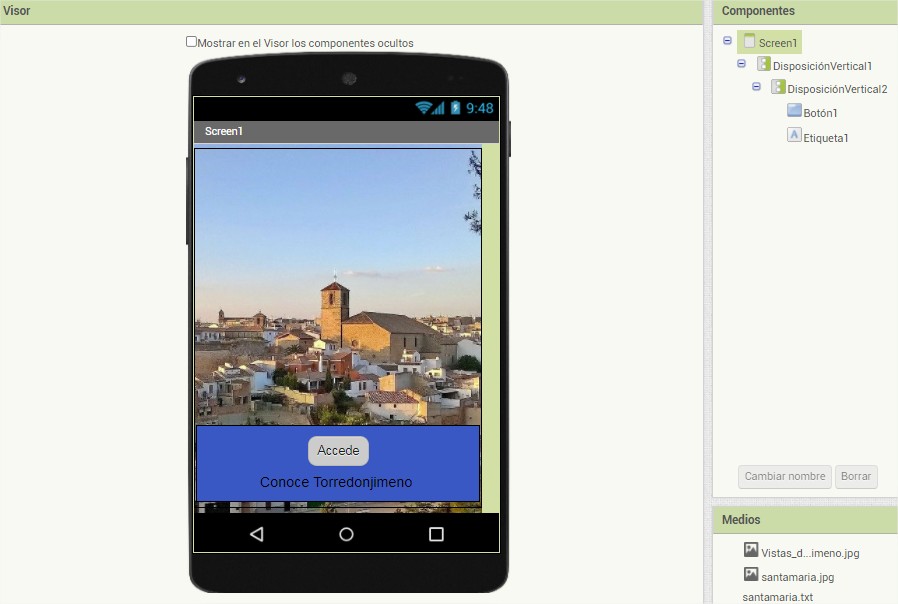 Visor
Mostrar en el Visor los componentes ocultos
9:48
Screen1
Accede
Conoce Torredonjimeno
Componentes
Screen1
DisposiciónVertical1
DisposiciónVertical2
Botón1
A Etiqueta1
Cambiar nombre Borrar
Medios
Vistas_d...imeno.jpg
santamaria.jpg
santamaria.txt